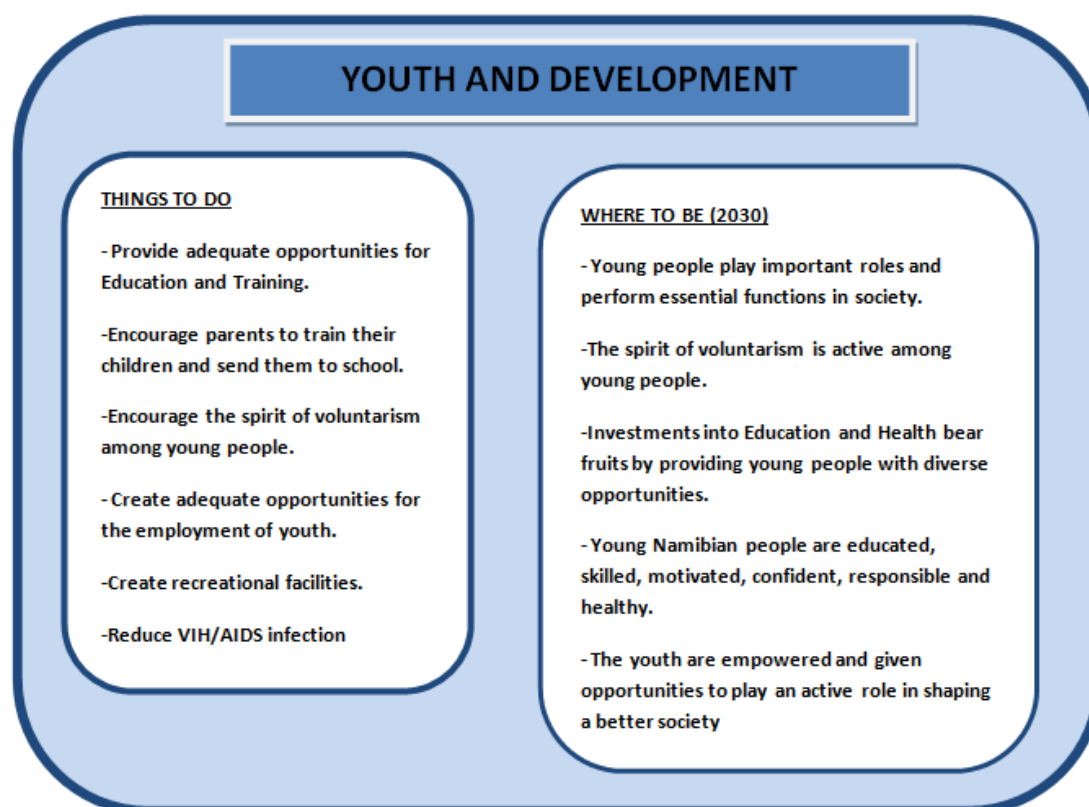 YOUTH AND DEVELOPMENT
THINGS TO DO
- Provide adequate opportunities for
Education and Training.
-Encourage parents to train their
children and send them to school.
-Encourage the spirit of voluntarism
among young people.
- Create adequate opportunities for
the employment of youth.
-Create recreational facilities.
-Reduce VIH/AIDS infection
WHERE TO BE (2030)
- Young people play important roles and
perform essential functions in society.
-The spirit of voluntarism is active among
young people.
-Investments into Education and Health bear
fruits by providing young people with diverse
opportunities.
- Young Namibian people are educated,
skilled, motivated, confident, responsible and
healthy.
- The youth are empowered and given
opportunities to play an active role in shaping
a better society